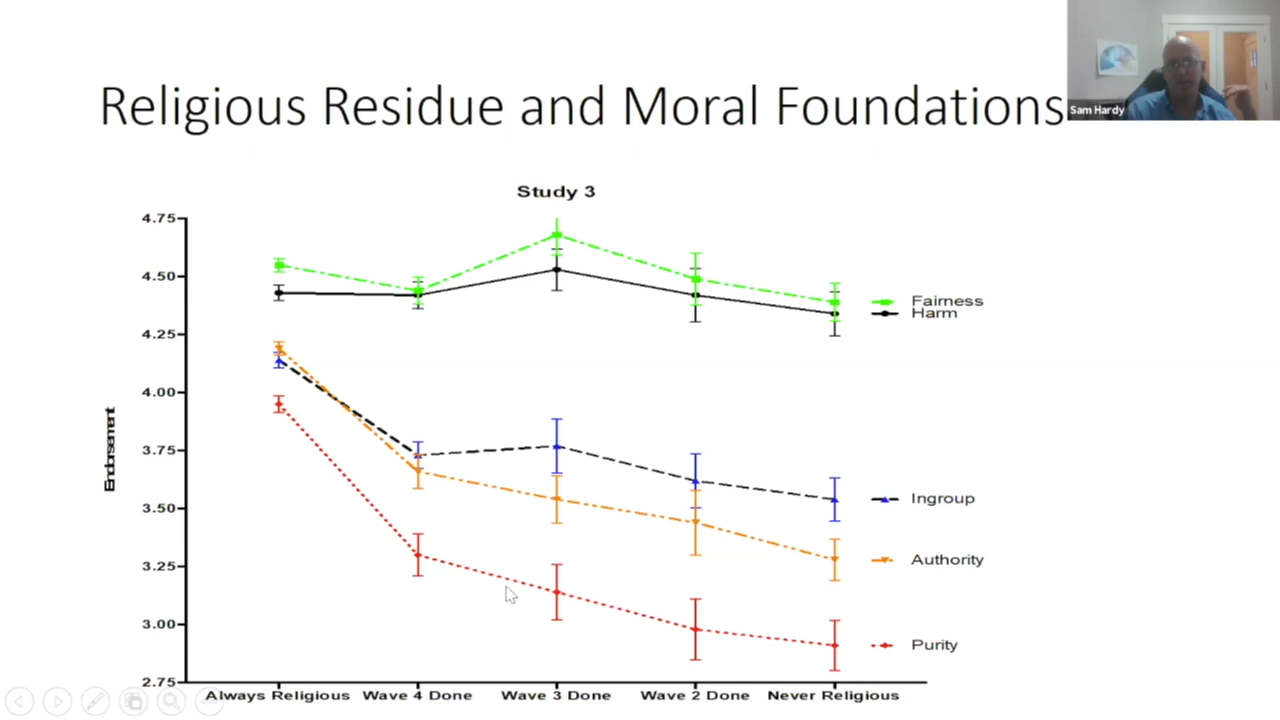 Religious Residue and Moral Foundations
Sam Hardy
Study 3
4.75
4.50
4.25
4.00
3.75
3.50
3.25
3.00
2.75
Endorsement
Fairness
Harm
Ingroup
Authority
Purity
Always Religious Wave 4 Done Wave 3 Done Wave 2 Done Never Religious